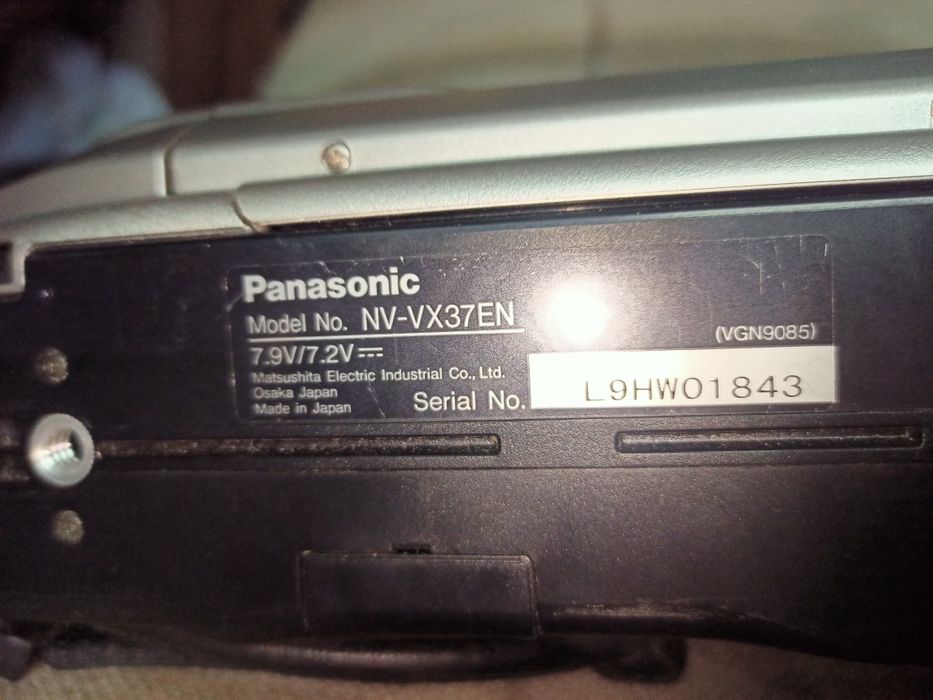 Panasonic
Model No. NV-VX37EN
7.9V/7.2V⎓
(VGN9085)
Matsushita Electric Industrial Co., Ltd.
Osaka Japan
Made in Japan
Serial No. L9HW01843